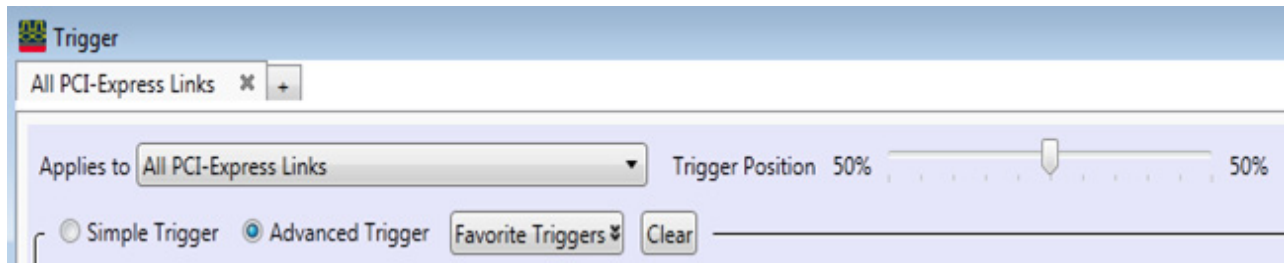 Trigger
All PCI-Express Links +
Applies to All PCI-Express Links Trigger Position 50% 50%
Simple Trigger Advanced Trigger Favorite Triggers Clear